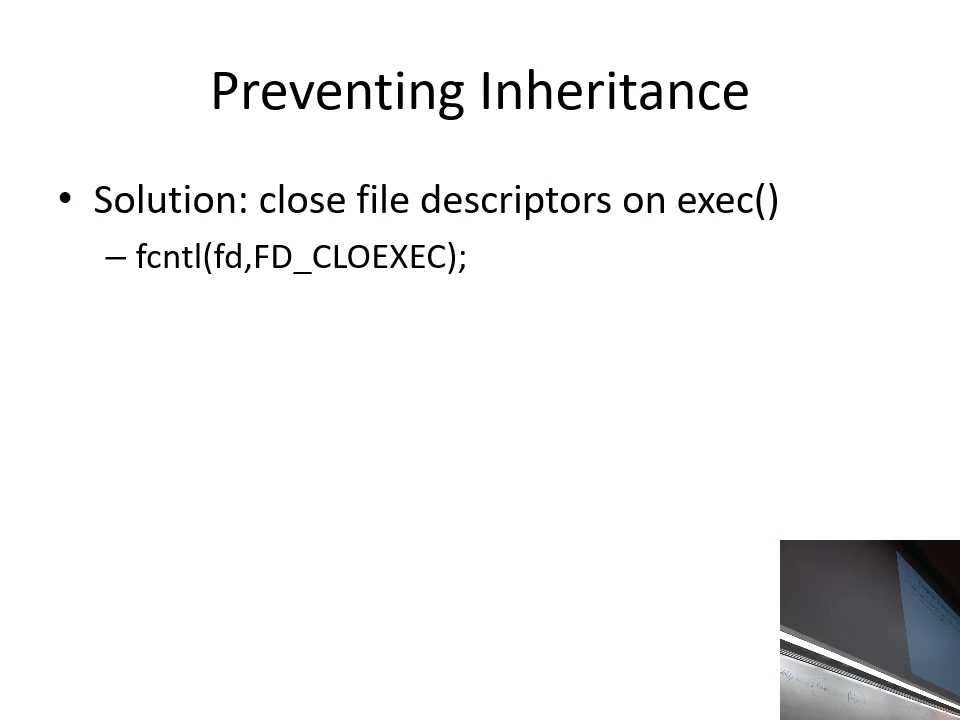 Preventing Inheritance
• Solution: close file descriptors on exec()
– fcntl(fd,FD_CLOEXEC);